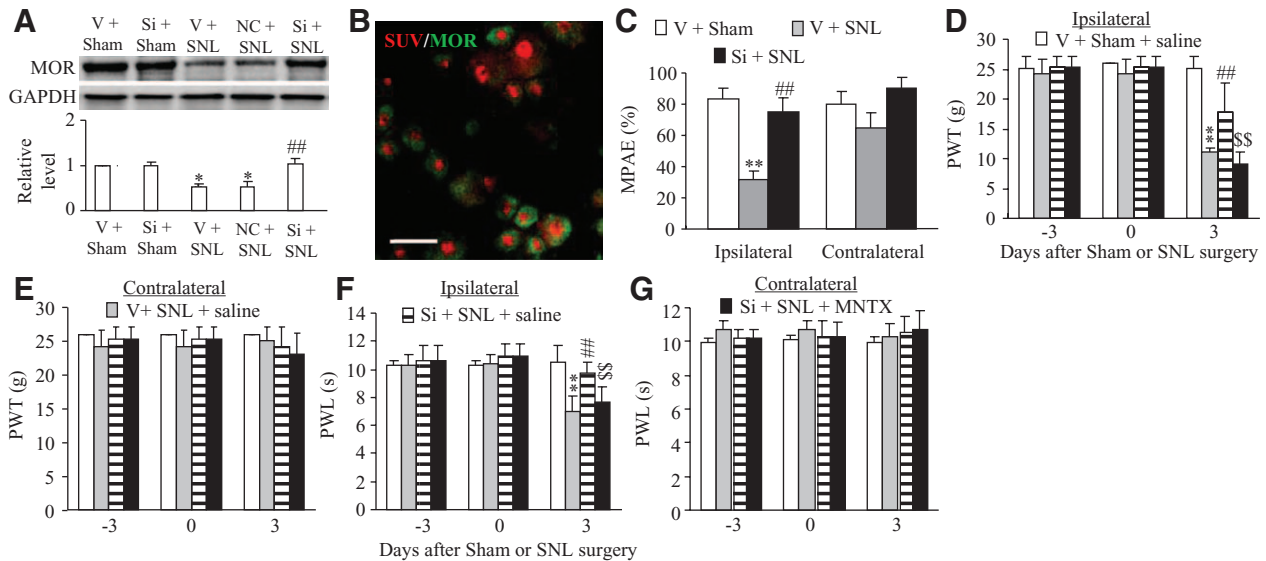 A
V + Si + V + NC + Si +
Sham Sham SNL SNL SNL
MOR
GAPDH
2
1
0
Relative
level
* * ##
V + Si + V + NC + Si +
Sham Sham SNL SNL SNL
B
SUV/MOR
C
V + Sham V + SNL
Si + SNL
100
80
60
40
20
0
MPAE (%)
** ##
Ipsilateral Contralateral
D
Ipsilateral
V + Sham + saline
30
25
20
15
10
5
0
PWT (g)
** ## $$
-3 0 3
Days after Sham or SNL surgery
E
Contralateral
V+ SNL + saline
30
25
20
15
10
5
0
PWT (g)
-3 0 3
F
Ipsilateral
Si + SNL + saline
14
12
10
8
6
4
2
0
PWL (s)
** ## $$
-3 0 3
Days after Sham or SNL surgery
G
Contralateral
Si + SNL + MNTX
12
10
8
6
4
2
0
PWL (s)
-3 0 3